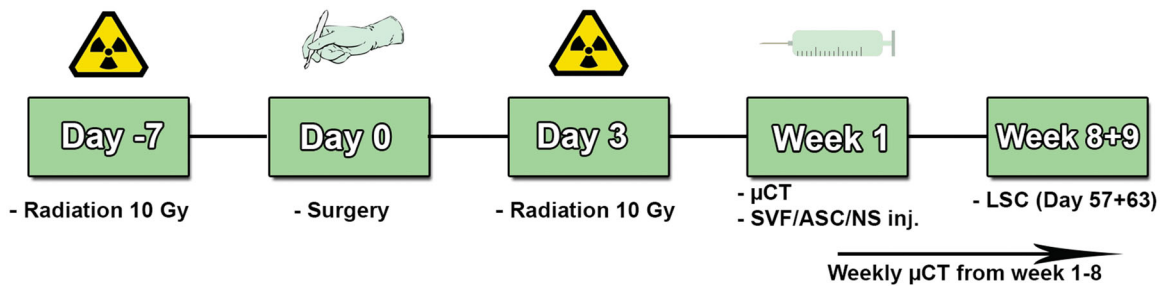 Day -7
Day 0
Day 3
Week 1
Week 8+9
- Radiation 10 Gy
- Surgery
- Radiation 10 Gy
- µCT
- SVF/ASC/NS inj.
- LSC (Day 57+63)
Weekly µCT from week 1-8